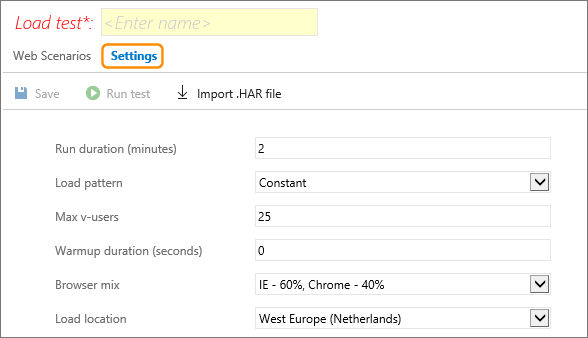 Load test*: <Enter name>
Web Scenarios Settings
Save Run test Import .HAR file
Run duration (minutes) 2
Load pattern Constant
Max v-users 25
Warmup duration (seconds) 0
Browser mix IE - 60%, Chrome - 40%
Load location West Europe (Netherlands)